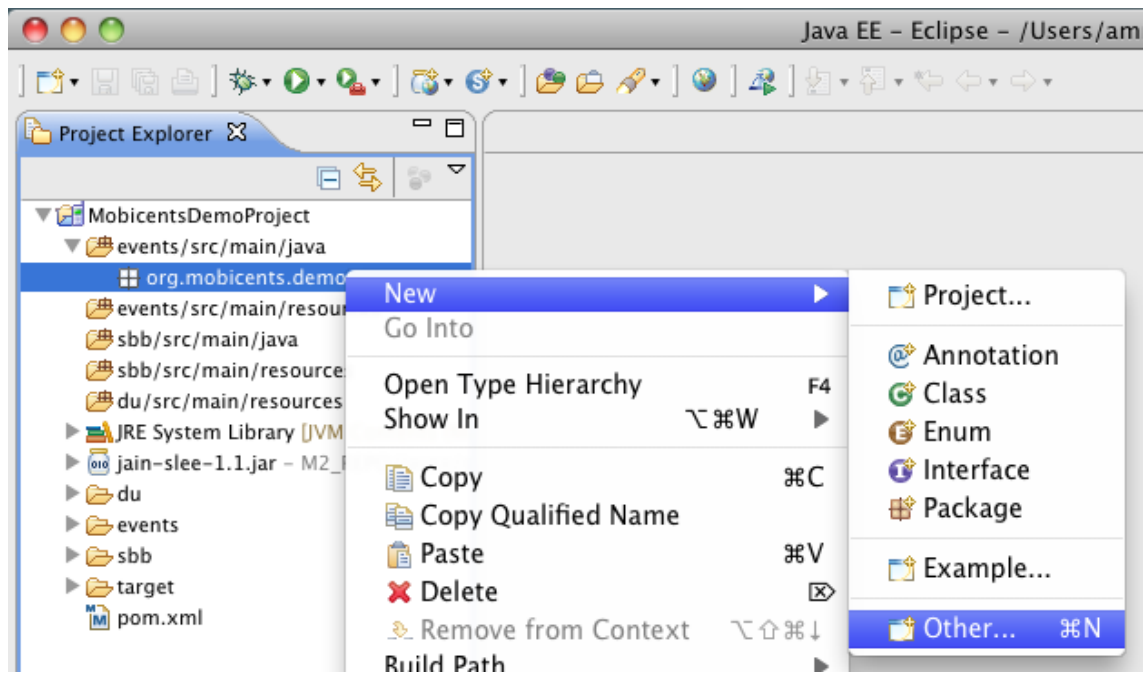 Java EE – Eclipse – /Users/am
Project Explorer
MobicentsDemoProject
events/src/main/java
org.mobicents.demo
events/src/main/resour
sbb/src/main/java
sbb/src/main/resource
du/src/main/resources
JRE System Library [JVM
jain-slee-1.1.jar – M2_
du
events
sbb
target
pom.xml
New
Go Into
Open Type Hierarchy F4
Show In ⌥⌘W
Copy ⌘C
Copy Qualified Name
Paste ⌘V
Delete ⌦
Remove from Context ⌥⇧⌘↓
Build Path
Project...
Annotation
Class
Enum
Interface
Package
Example...
Other... ⌘N